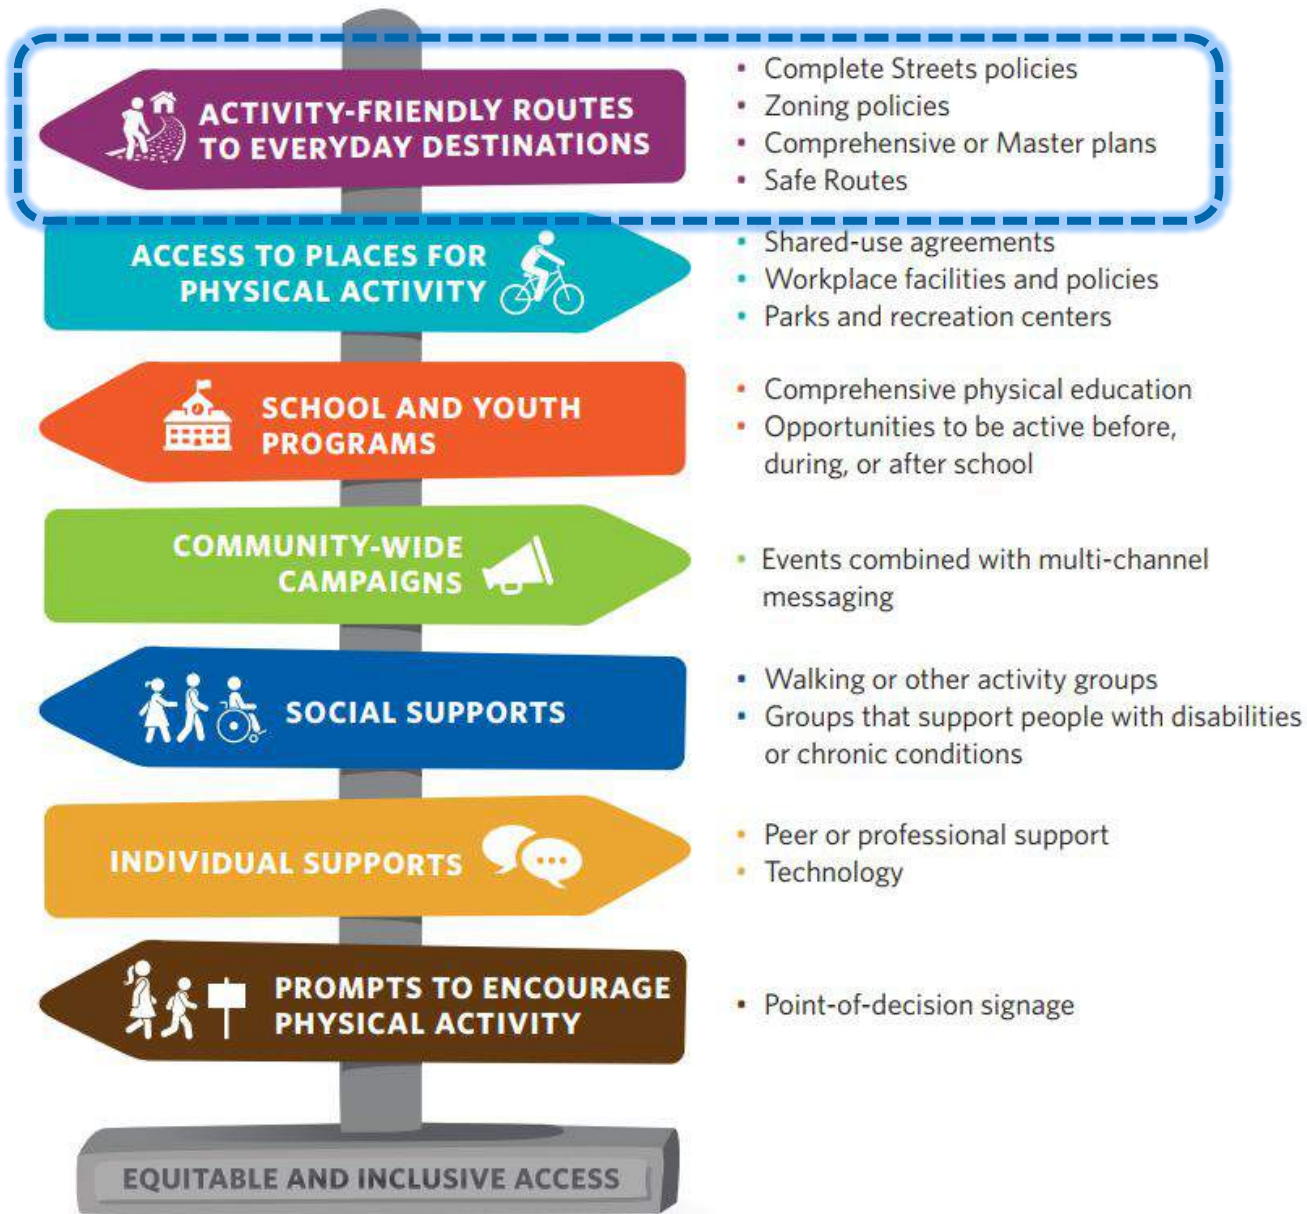 ACTIVITY-FRIENDLY ROUTES
TO EVERYDAY DESTINATIONS
• Complete Streets policies
• Zoning policies
• Comprehensive or Master plans
• Safe Routes
ACCESS TO PLACES FOR
PHYSICAL ACTIVITY
• Shared-use agreements
• Workplace facilities and policies
• Parks and recreation centers
SCHOOL AND YOUTH
PROGRAMS
• Comprehensive physical education
• Opportunities to be active before,
during, or after school
COMMUNITY-WIDE
CAMPAIGNS
• Events combined with multi-channel
messaging
SOCIAL SUPPORTS
• Walking or other activity groups
• Groups that support people with disabilities
or chronic conditions
INDIVIDUAL SUPPORTS
• Peer or professional support
• Technology
PROMPTS TO ENCOURAGE
PHYSICAL ACTIVITY
• Point-of-decision signage
EQUITABLE AND INCLUSIVE ACCESS